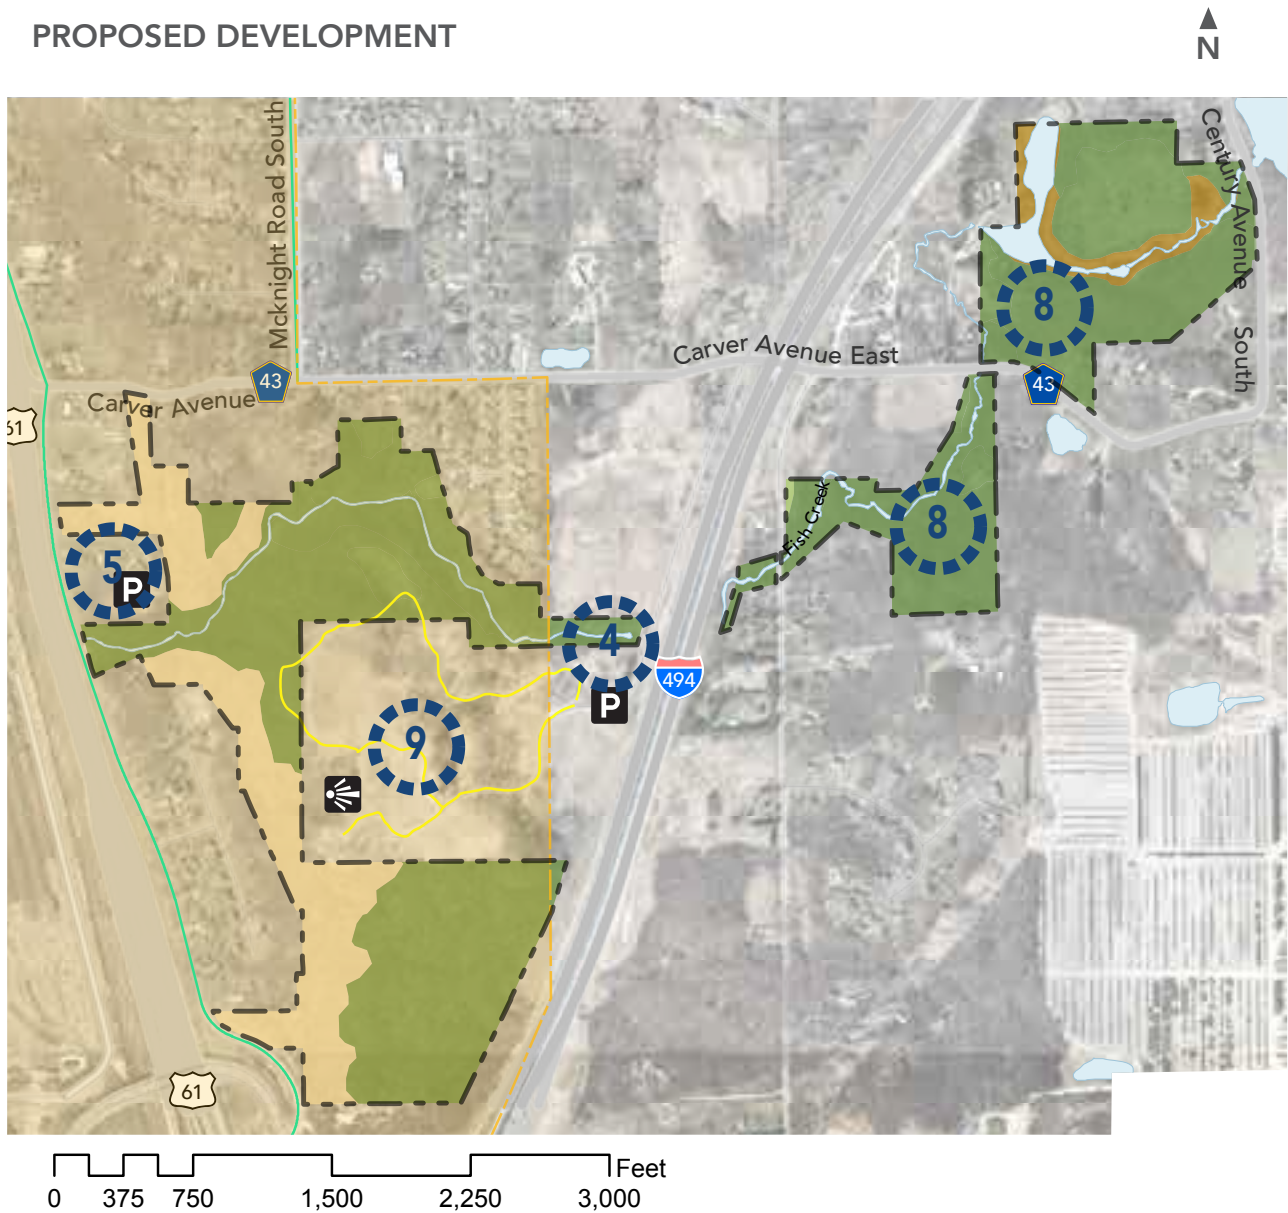 PROPOSED DEVELOPMENT
N
Mcknight Road South
Century Avenue South
8
Carver Avenue East
43
43
Carver Avenue
61
Fish Creek
8
5
P
4
494
P
9
61
Feet
0 375 750 1,500 2,250 3,000